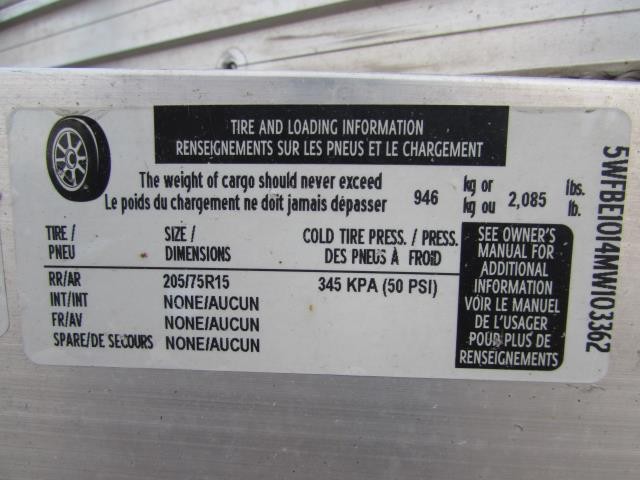 TIRE AND LOADING INFORMATION
RENSEIGNEMENTS SUR LES PNEUS ET LE CHARGEMENT
The weight of cargo should never exceed 946 kg or 2,085 lbs.
Le poids du chargement ne doit jamais dépasser kg ou lb.
TIRE / SIZE / COLD TIRE PRESS. / PRESS.
PNEU DIMENSIONS DES PNEUS À FROID
RR/AR 205/75R15 345 KPA (50 PSI)
INT/INT NONE/AUCUN
FR/AV NONE/AUCUN
SPARE/DE SECOURS NONE/AUCUN
SEE OWNER'S
MANUAL FOR
ADDITIONAL
INFORMATION
VOIR LE MANUEL
DE L'USAGER
POUR PLUS DE
RENSEIGNEMENTS
5WFBE1014MW103362